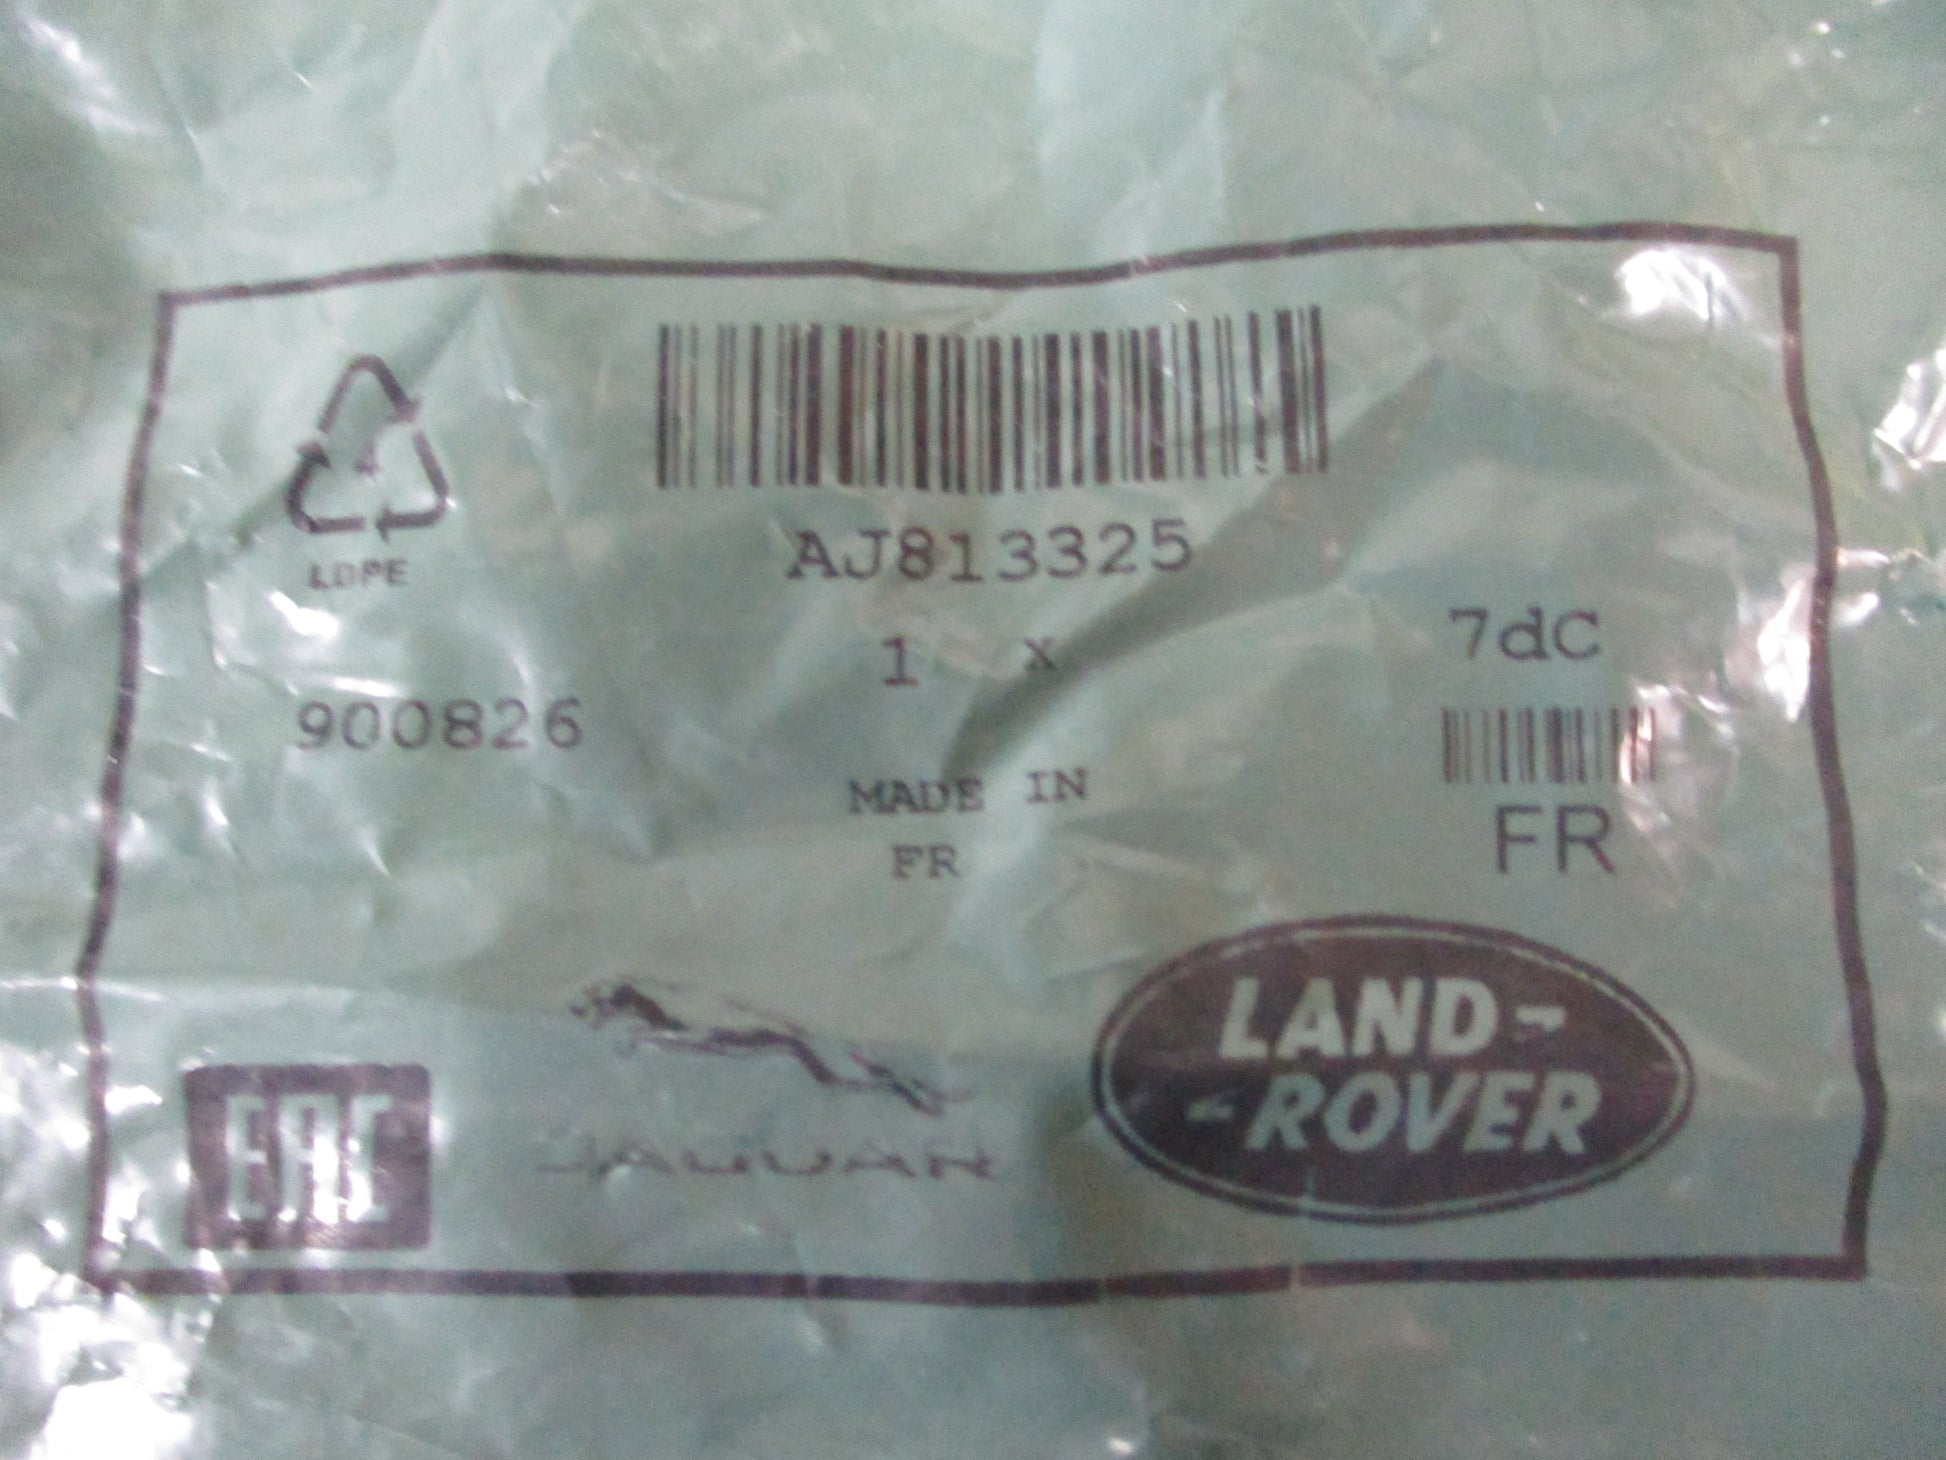 AJ813325
LDPE
1 x
7dC
900826
MADE IN
FR
FR
EAC
JAGUAR
LAND-
-ROVER